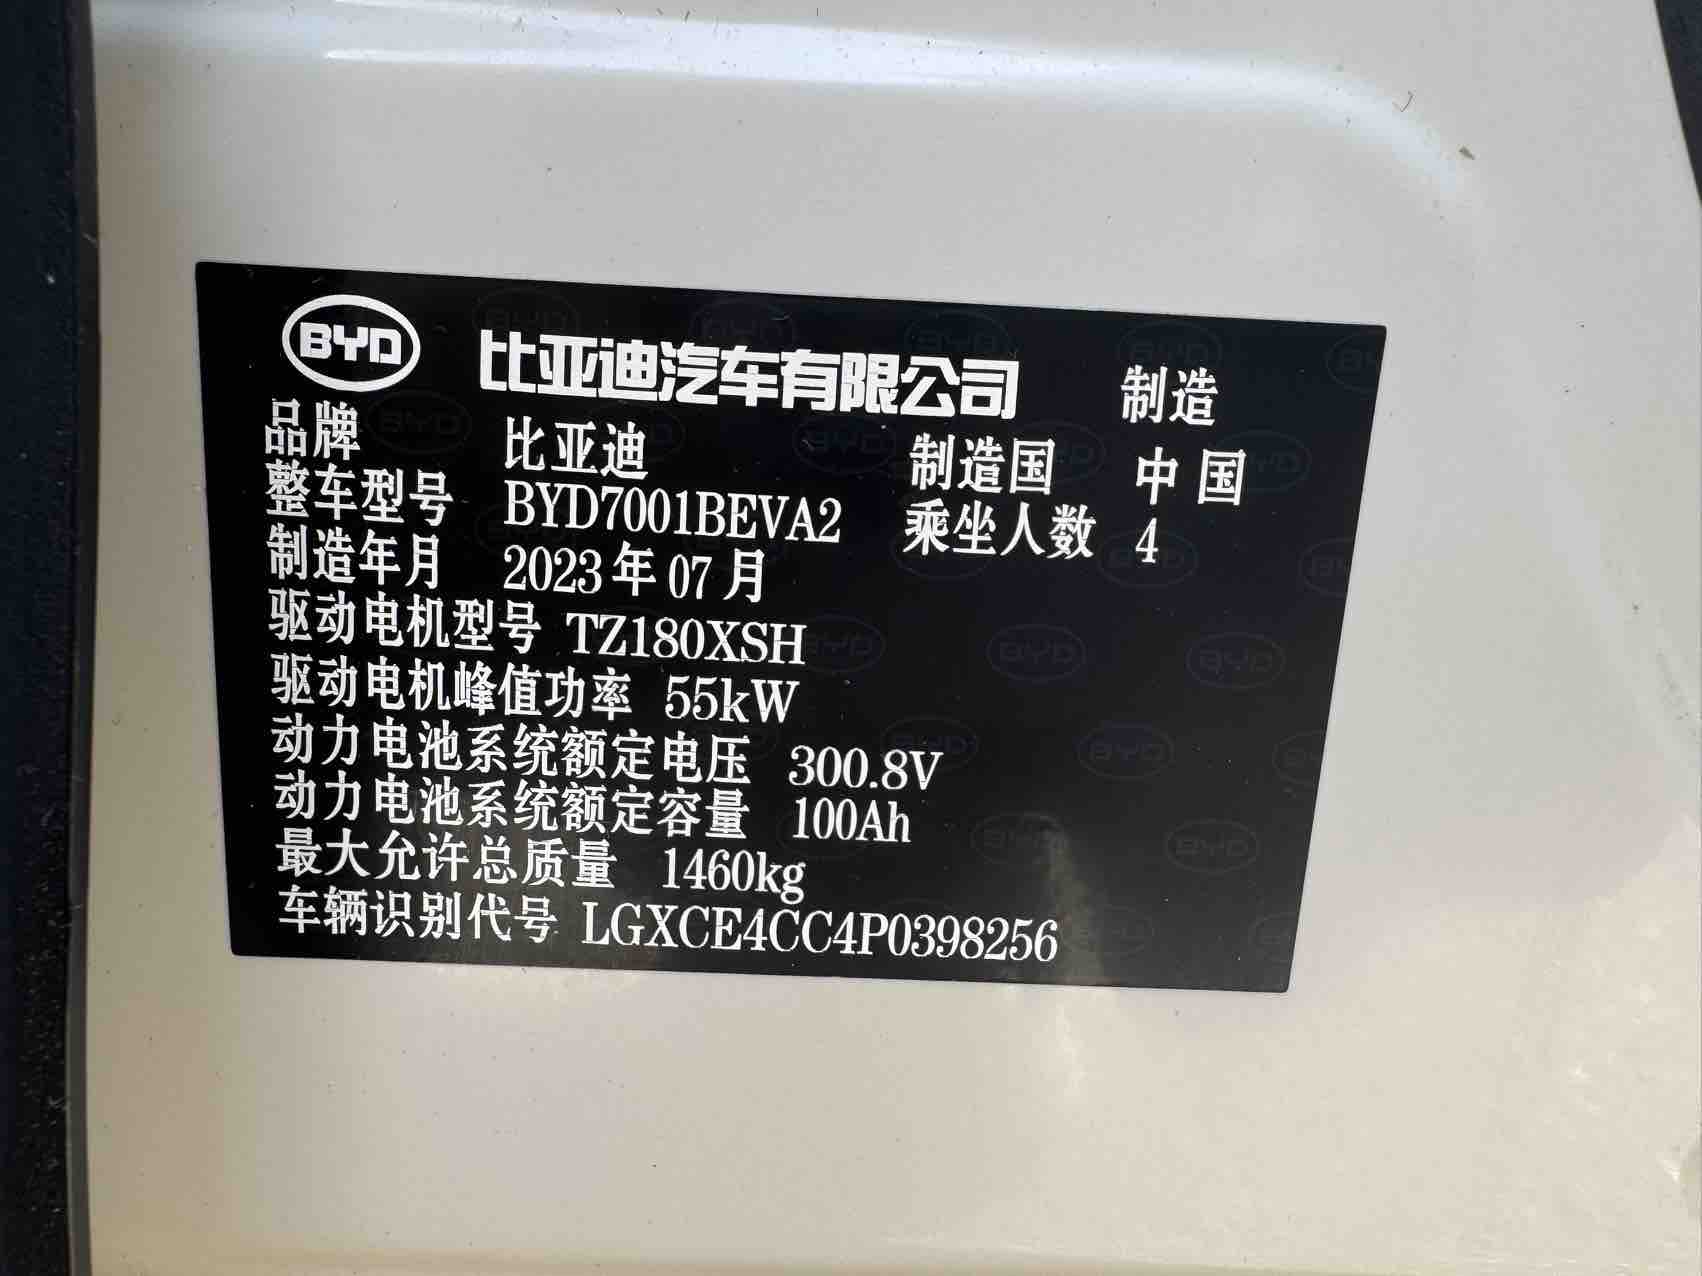 BYD 比亚迪汽车有限公司 制造
品牌 比亚迪 制造国 中国
整车型号 BYD7001BEVA2 乘坐人数 4
制造年月 2023年07月
驱动电机型号 TZ180XSH
驱动电机峰值功率 55kW
动力电池系统额定电压 300.8V
动力电池系统额定容量 100Ah
最大允许总质量 1460kg
车辆识别代号 LGXCE4CC4P0398256